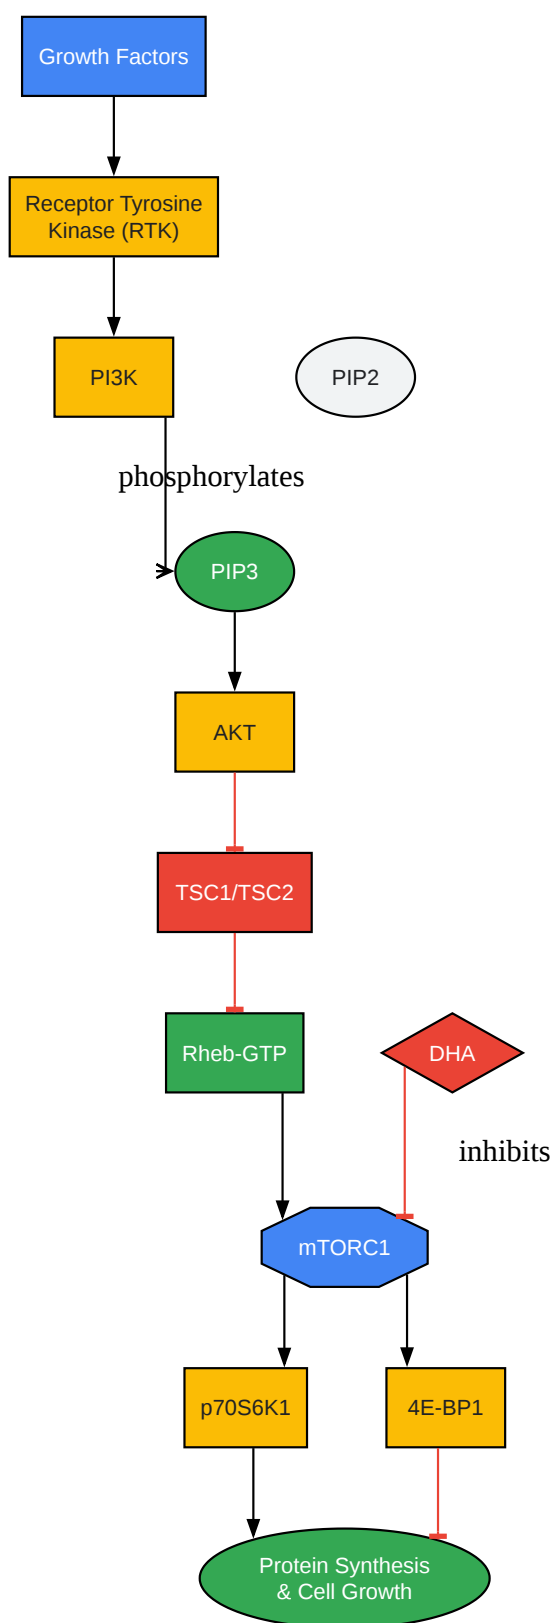 Growth Factors
Receptor Tyrosine
Kinase (RTK)
PI3K
PIP2
phosphorylates
PIP3
AKT
TSC1/TSC2
Rheb-GTP
DHA
inhibits
mTORC1
p70S6K1
4E-BP1
Protein Synthesis
& Cell Growth